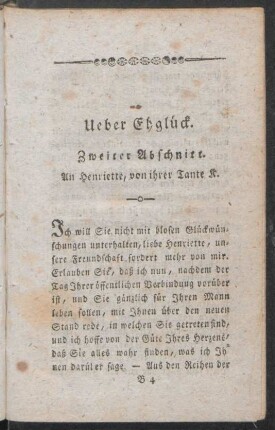 Ueber Ehglück.
Zweiter Abschnitt.
An Henriette, von ihrer Tante K.
Ich will Sie nicht mit blosen Glückwün-
schungen unterhalten, liebe Henriette, un-
sere Freundschaft fordert mehr von mir.
Erlauben Sie, daß ich nun, nachdem der
Tag Ihrer öffentlichen Verbindung vorüber
ist, und Sie gänzlich für Ihren Mann
leben sollen, mit Ihnen über den neuen
Stand rede, in welchen Sie getreten sind,
und ich hoffe von der Güte Ihres Herzens,
daß Sie alles wahr finden, was ich Ih-
nen darüber sage. — Aus den Reihen der
B 4